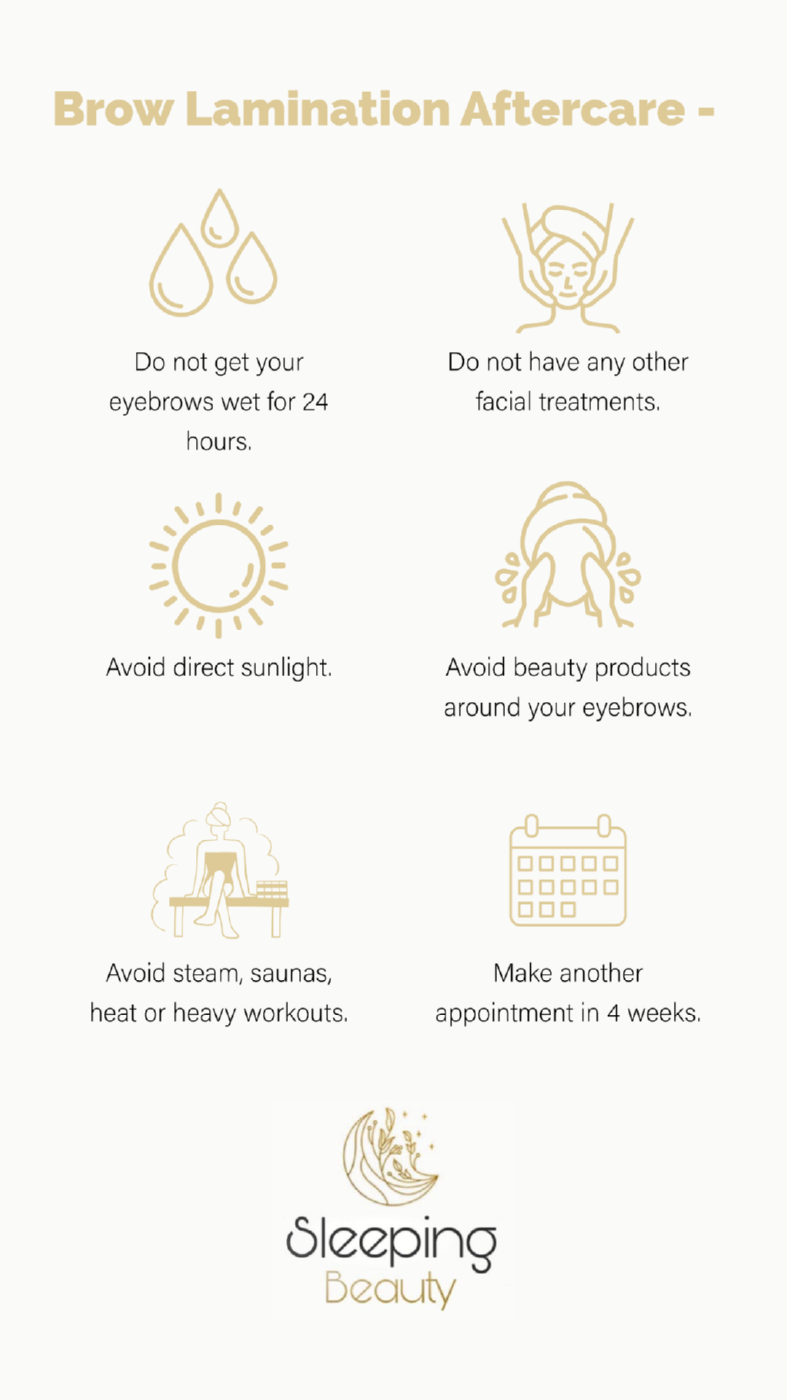 Brow Lamination Aftercare -
Do not get your
eyebrows wet for 24
hours.
Do not have any other
facial treatments.
Avoid direct sunlight.
Avoid beauty products
around your eyebrows.
Avoid steam, saunas,
heat or heavy workouts.
Make another
appointment in 4 weeks.
Sleeping
Beauty